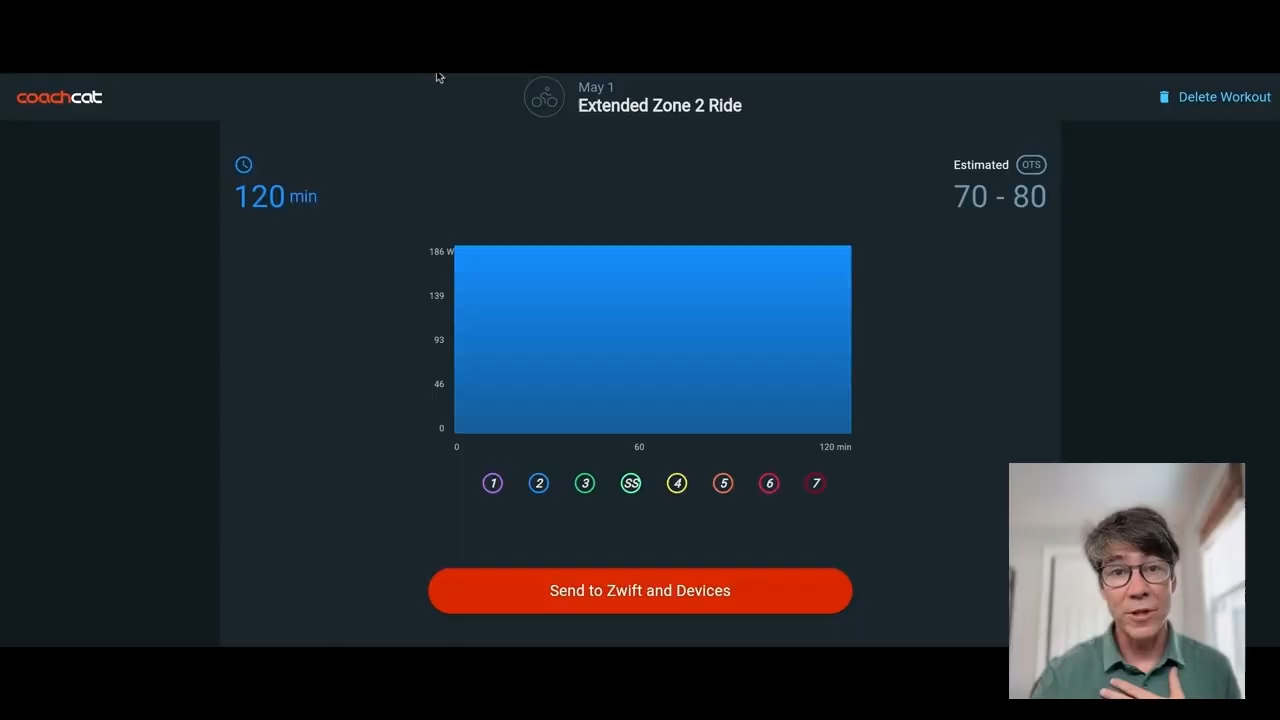 coachcat
May 1
Extended Zone 2 Ride
Delete Workout
120 min
Estimated OTS
70 - 80
186 W
139
93
46
0
0 60 120 min
1 2 3 SS 4 5 6 7
Send to Zwift and Devices